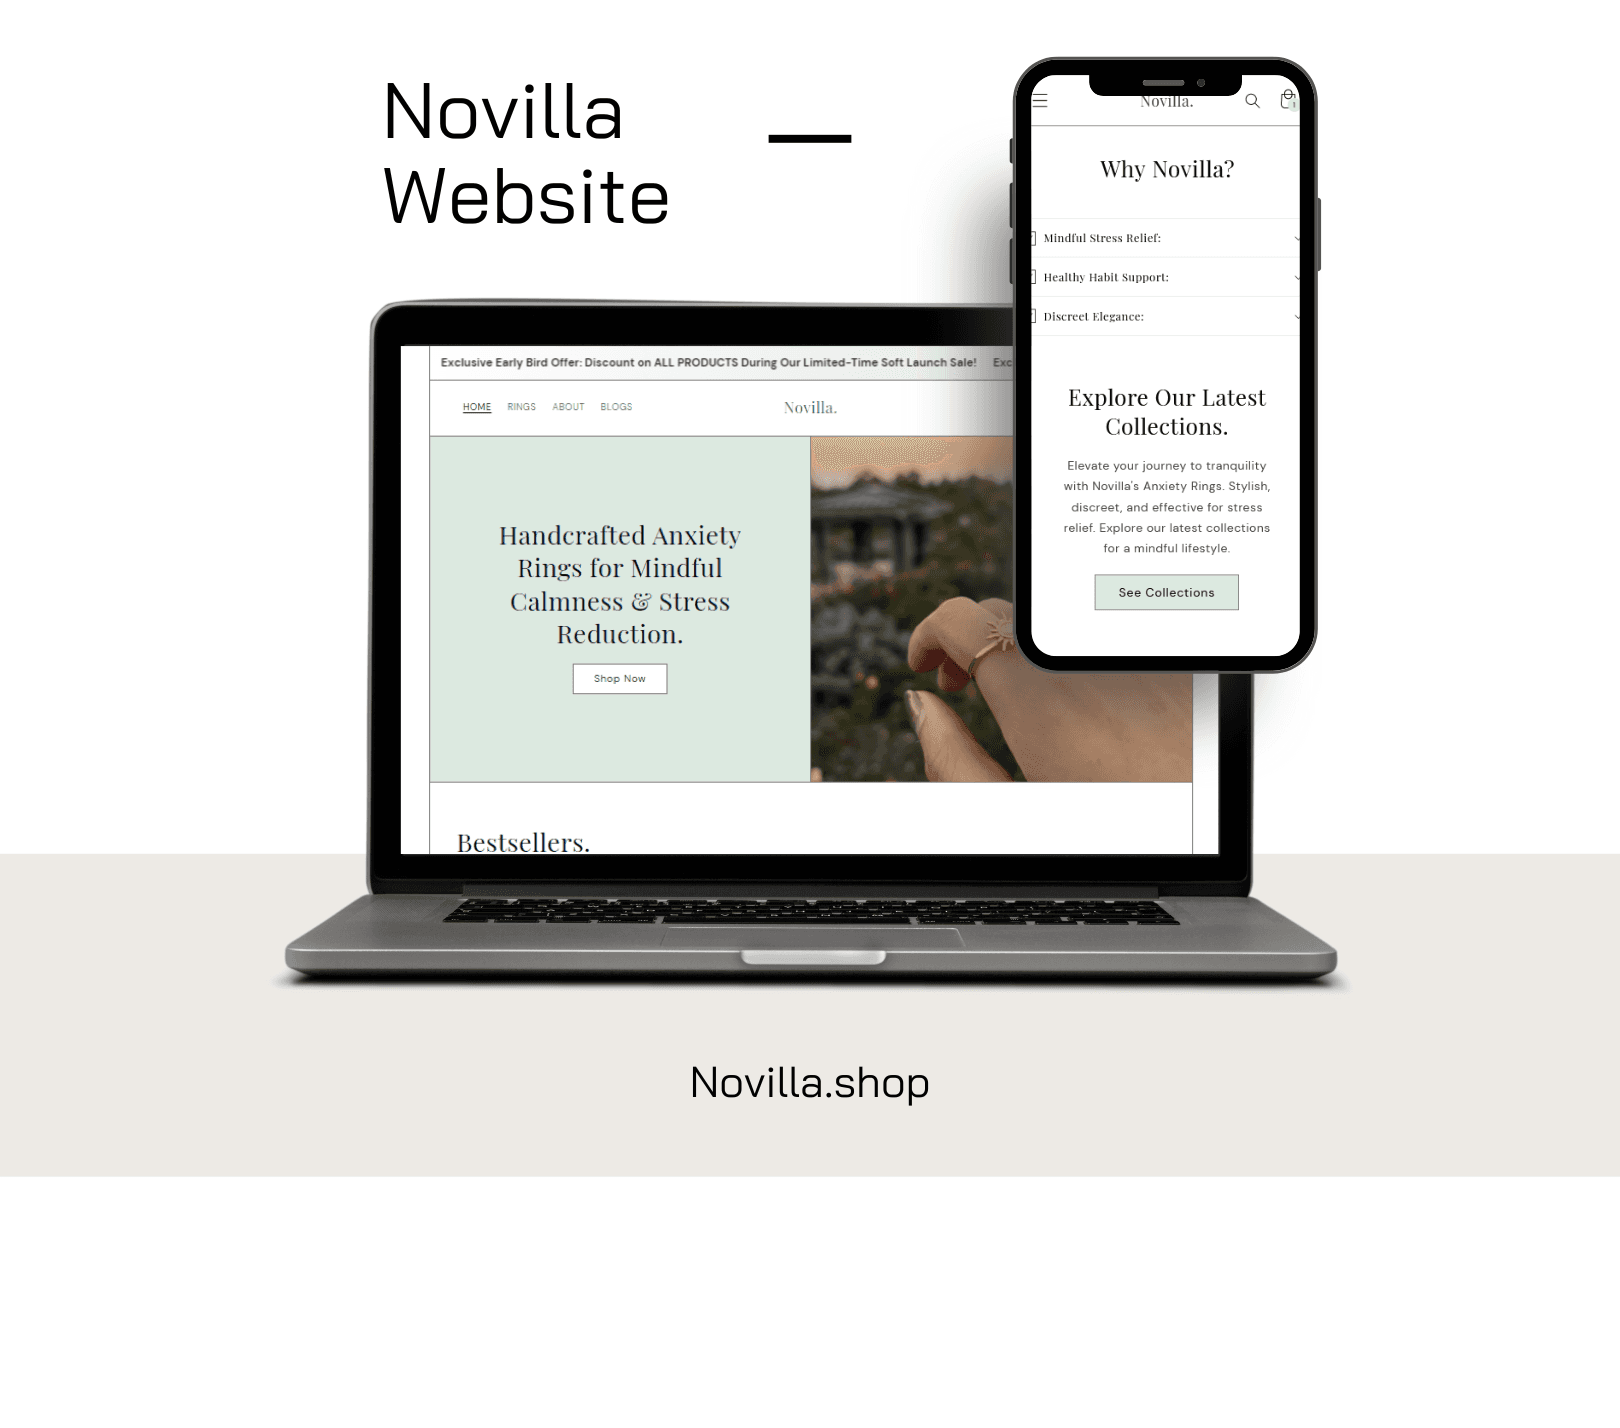 Novilla
Website
Exclusive Early Bird Offer: Discount on ALL PRODUCTS During Our Limited-Time Soft Launch Sale! Exc
HOME RINGS ABOUT BLOGS
Novilla.
Handcrafted Anxiety
Rings for Mindful
Calmness & Stress
Reduction.
Shop Now
Bestsellers.
Novilla.
1
Why Novilla?
Mindful Stress Relief:
Healthy Habit Support:
Discreet Elegance:
Explore Our Latest
Collections.
Elevate your journey to tranquility
with Novilla's Anxiety Rings. Stylish,
discreet, and effective for stress
relief. Explore our latest collections
for a mindful lifestyle.
See Collections
Novilla.shop